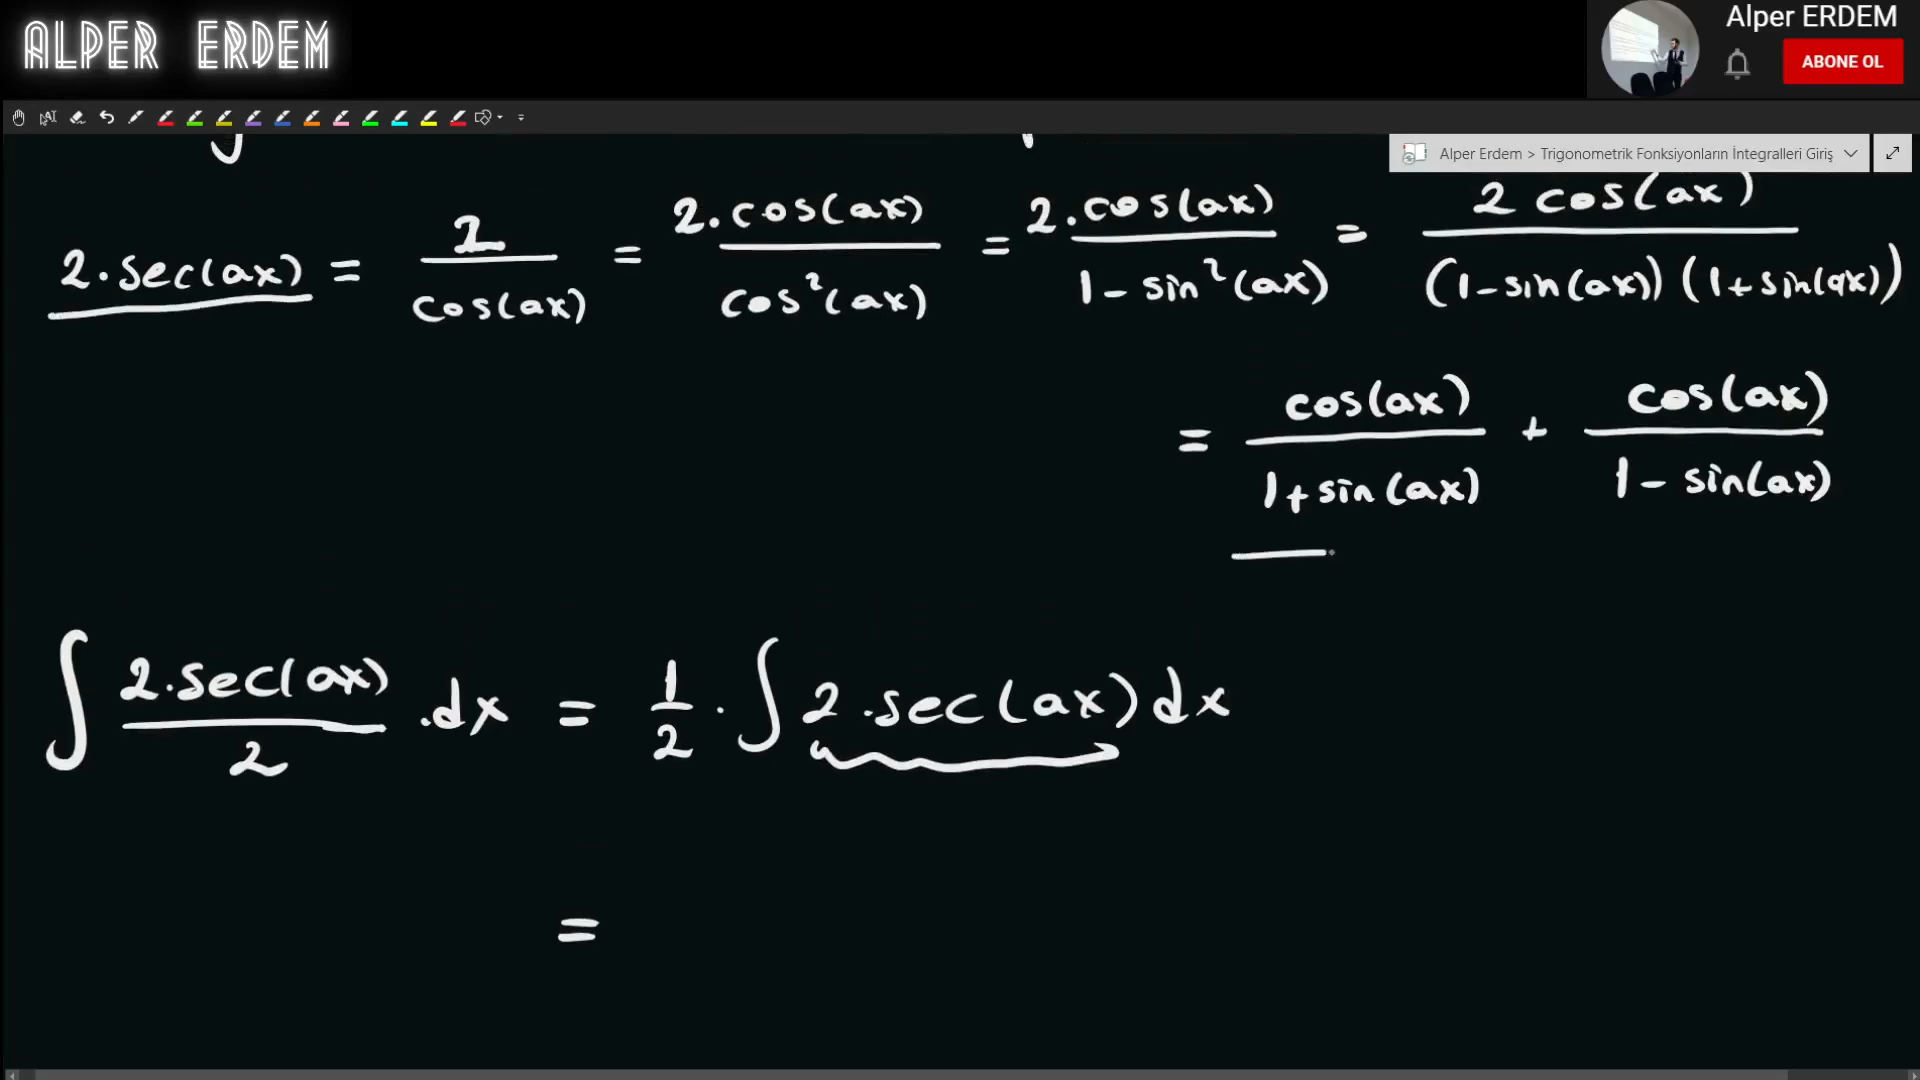 ALPER ERDEM
Alper ERDEM
ABONE OL
Alper Erdem > Trigonometrik Fonksiyonların İntegralleri Giriş
2.sec(ax) = 2/cos(ax) = 2.cos(ax)/cos²(ax) = 2.cos(ax)/1-sin²(ax) = 2 cos(ax)/(1-sin(ax))(1+sin(ax))
= cos(ax)/1+sin(ax) + cos(ax)/1-sin(ax)
∫ 2.sec(ax)/2 .dx = 1/2 . ∫ 2.sec(ax) dx
=